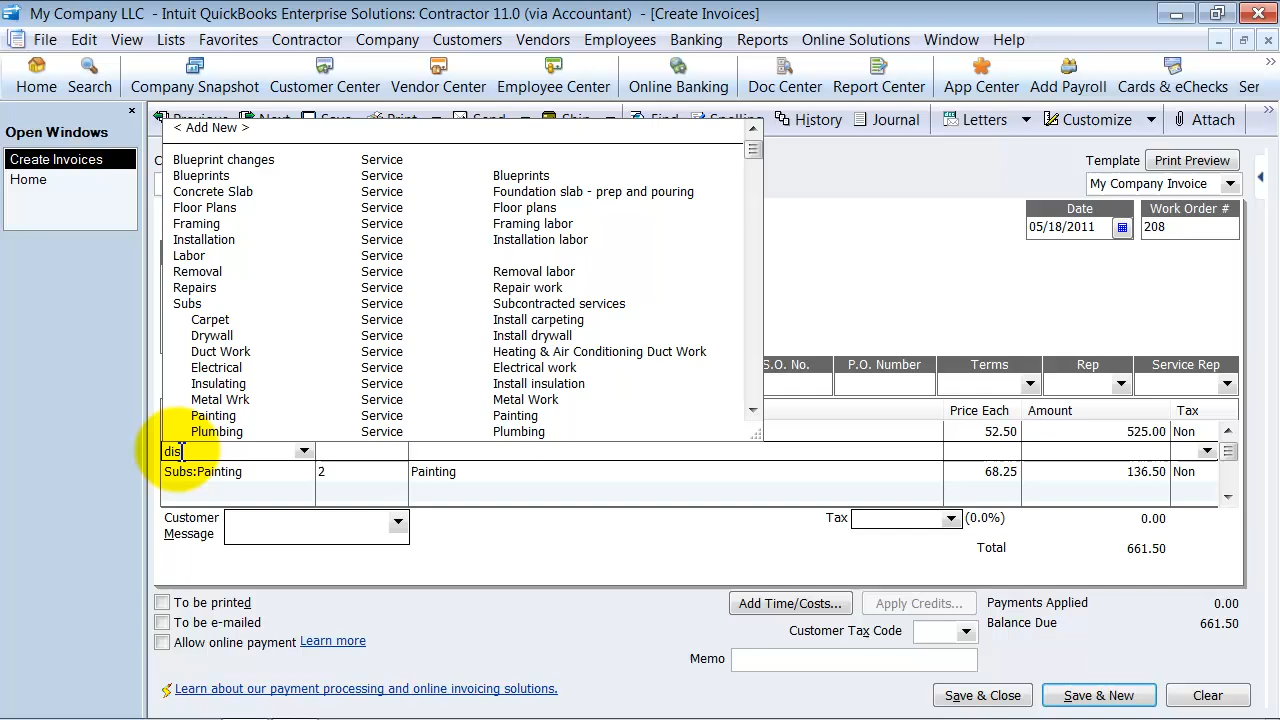 My Company LLC - Intuit QuickBooks Enterprise Solutions: Contractor 11.0 (via Accountant) - [Create Invoices]
File Edit View Lists Favorites Contractor Company Customers Vendors Employees Banking Reports Online Solutions Window Help
Home Search Company Snapshot Customer Center Vendor Center Employee Center Online Banking Doc Center Report Center App Center Add Payroll Cards & eChecks Ser
Open Windows
Create Invoices
Home
Previous Next Save Print Send Ship Find Spelling History Journal Letters Customize Attach
Template Print Preview
My Company Invoice
Date Work Order #
05/18/2011 208
< Add New >
Blueprint changes Service
Blueprints Service Blueprints
Concrete Slab Service Foundation slab - prep and pouring
Floor Plans Service Floor plans
Framing Service Framing labor
Installation Service Installation labor
Labor Service
Removal Service Removal labor
Repairs Service Repair work
Subs Service Subcontracted services
Carpet Service Install carpeting
Drywall Service Install drywall
Duct Work Service Heating & Air Conditioning Duct Work
Electrical Service Electrical work
Insulating Service Install insulation
Metal Wrk Service Metal Work
Painting Service Painting
Plumbing Service Plumbing
S.O. No. P.O. Number Terms Rep Service Rep
Price Each Amount Tax
52.50 525.00 Non
dis
Subs:Painting 2 Painting 68.25 136.50 Non
Customer Message
Tax (0.0%) 0.00
Total 661.50
To be printed
To be e-mailed
Allow online payment Learn more
Add Time/Costs... Apply Credits...
Payments Applied 0.00
Customer Tax Code
Balance Due 661.50
Memo
Learn about our payment processing and online invoicing solutions.
Save & Close Save & New Clear